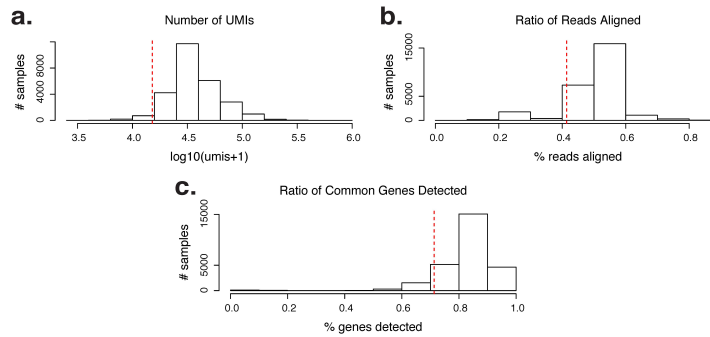 a.
Number of UMIs
# samples
0 4000 8000
3.5 4.0 4.5 5.0 5.5 6.0
log10(umis+1)
b.
Ratio of Reads Aligned
# samples
0 5000 15000
0.0 0.2 0.4 0.6 0.8
% reads aligned
c.
Ratio of Common Genes Detected
# samples
0 5000 15000
0.0 0.2 0.4 0.6 0.8 1.0
% genes detected